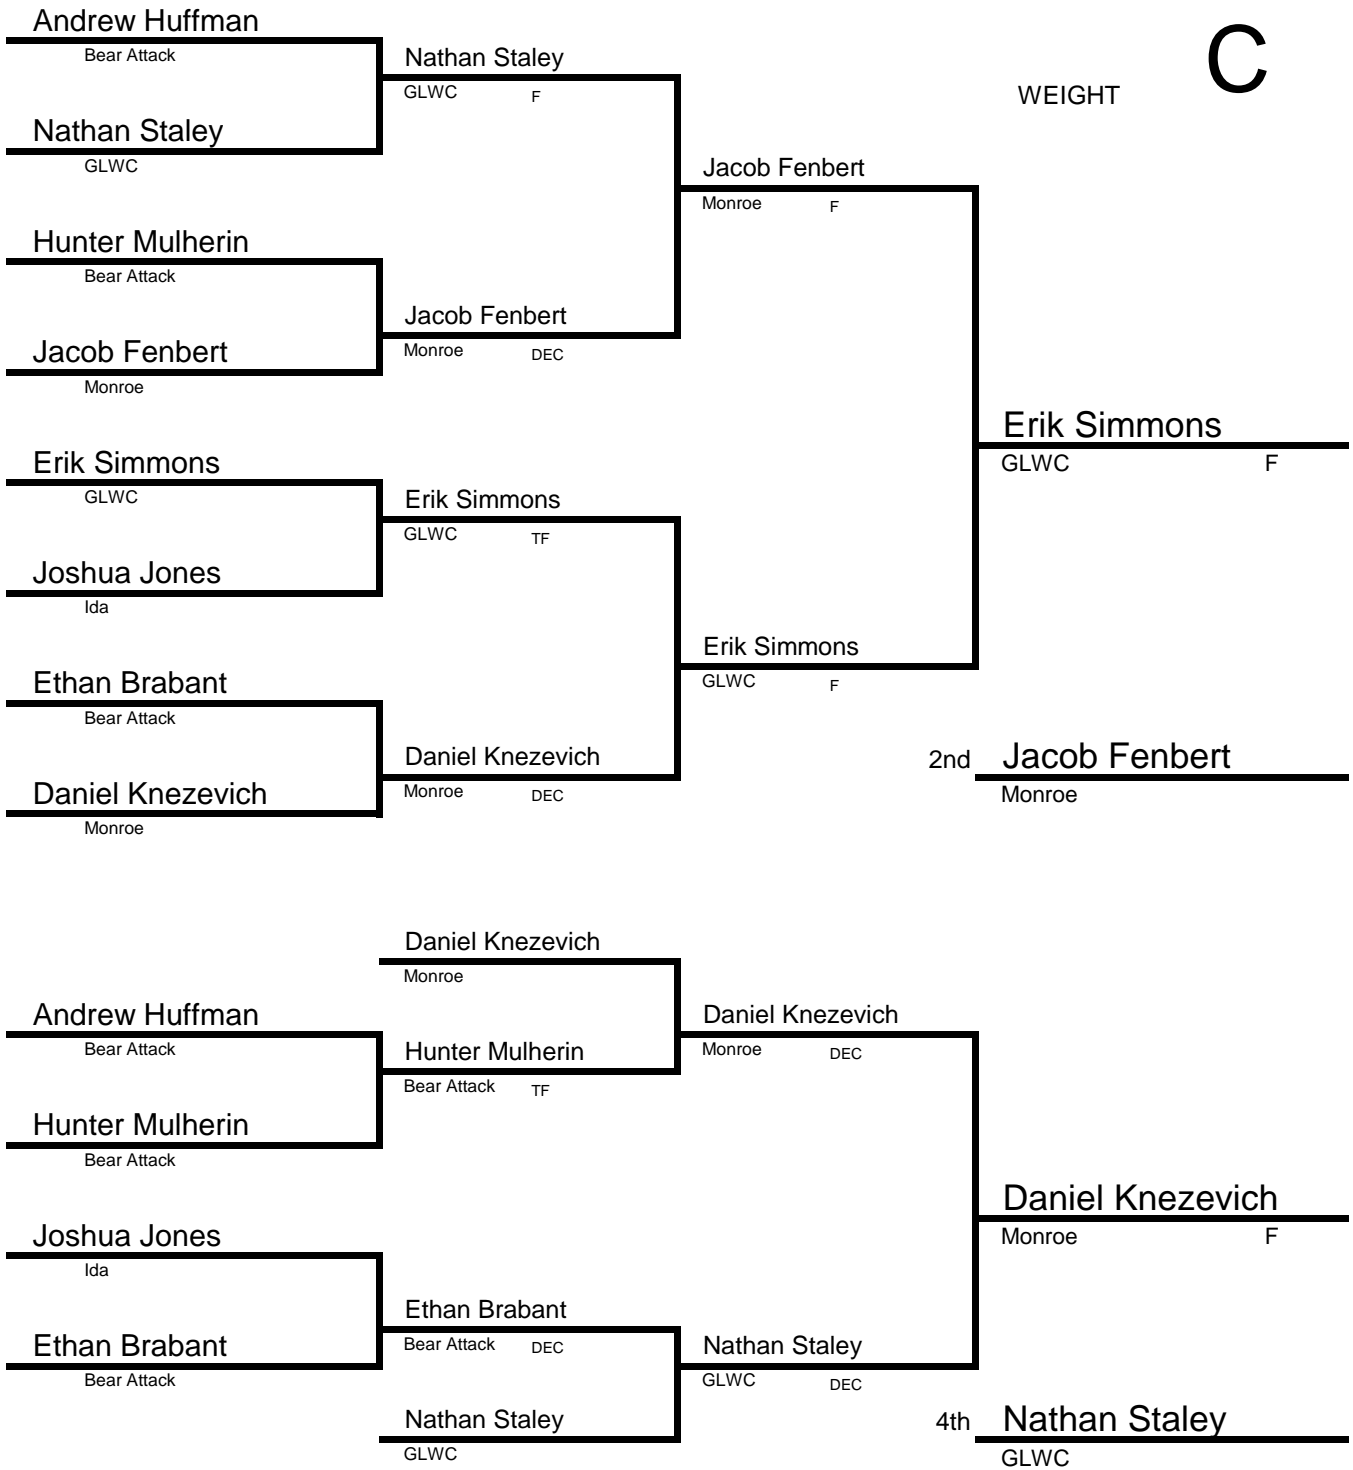 C
WEIGHT
Andrew Huffman
Bear Attack
Nathan Staley
GLWC F
Nathan Staley
GLWC
Jacob Fenbert
Monroe F
Hunter Mulherin
Bear Attack
Jacob Fenbert
Monroe DEC
Jacob Fenbert
Monroe
Erik Simmons
GLWC F
Erik Simmons
GLWC
Erik Simmons
GLWC TF
Joshua Jones
Ida
Erik Simmons
GLWC F
Ethan Brabant
Bear Attack
Daniel Knezevich
Monroe DEC
2nd Jacob Fenbert
Monroe
Daniel Knezevich
Monroe
Daniel Knezevich
Monroe
Andrew Huffman
Bear Attack
Daniel Knezevich
Monroe DEC
Hunter Mulherin
Bear Attack TF
Hunter Mulherin
Bear Attack
Daniel Knezevich
Monroe F
Joshua Jones
Ida
Ethan Brabant
Bear Attack DEC
Ethan Brabant
Bear Attack
Nathan Staley
GLWC DEC
Nathan Staley
GLWC
4th Nathan Staley
GLWC